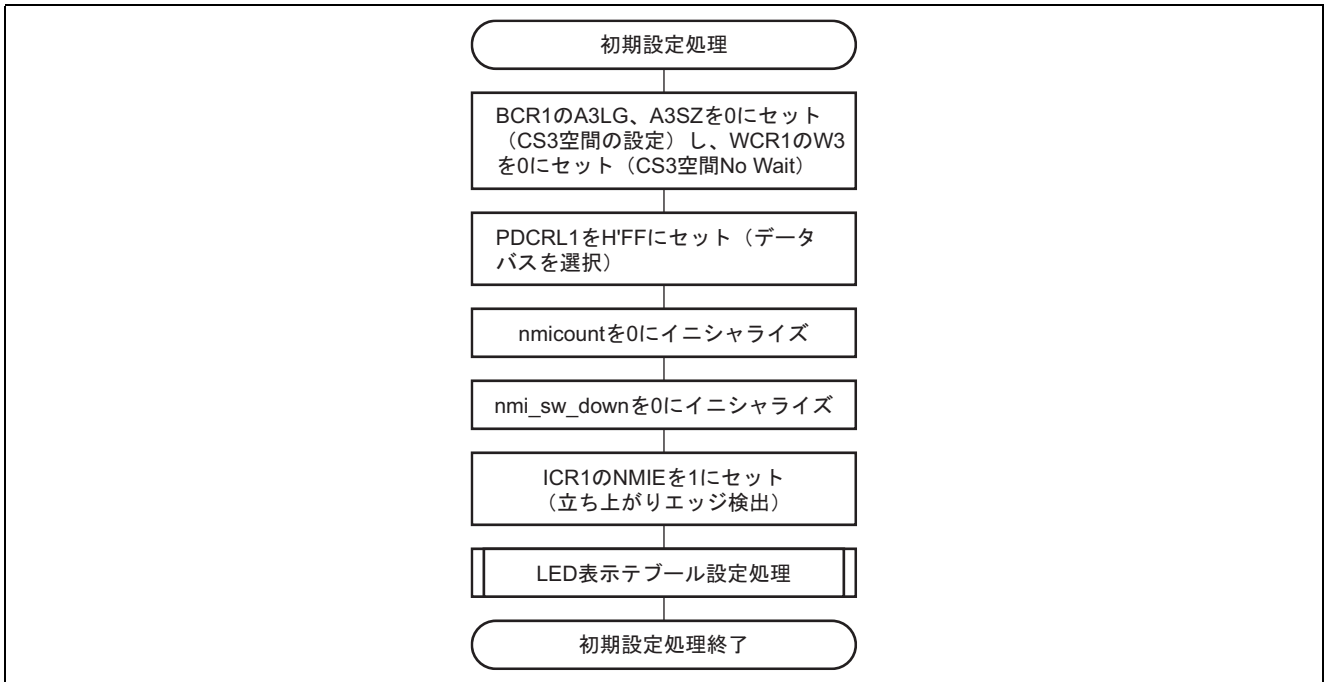 初期設定処理
BCR1のA3LG、A3SZを0にセット
（CS3空間の設定）し、WCR1のW3
を0にセット（CS3空間No Wait）
PDCRL1をH'FFにセット（データ
バスを選択）
nmicountを0にイニシャライズ
nmi_sw_downを0にイニシャライズ
ICR1のNMIEを1にセット
（立ち上がりエッジ検出）
LED表示テブール設定処理
初期設定処理終了